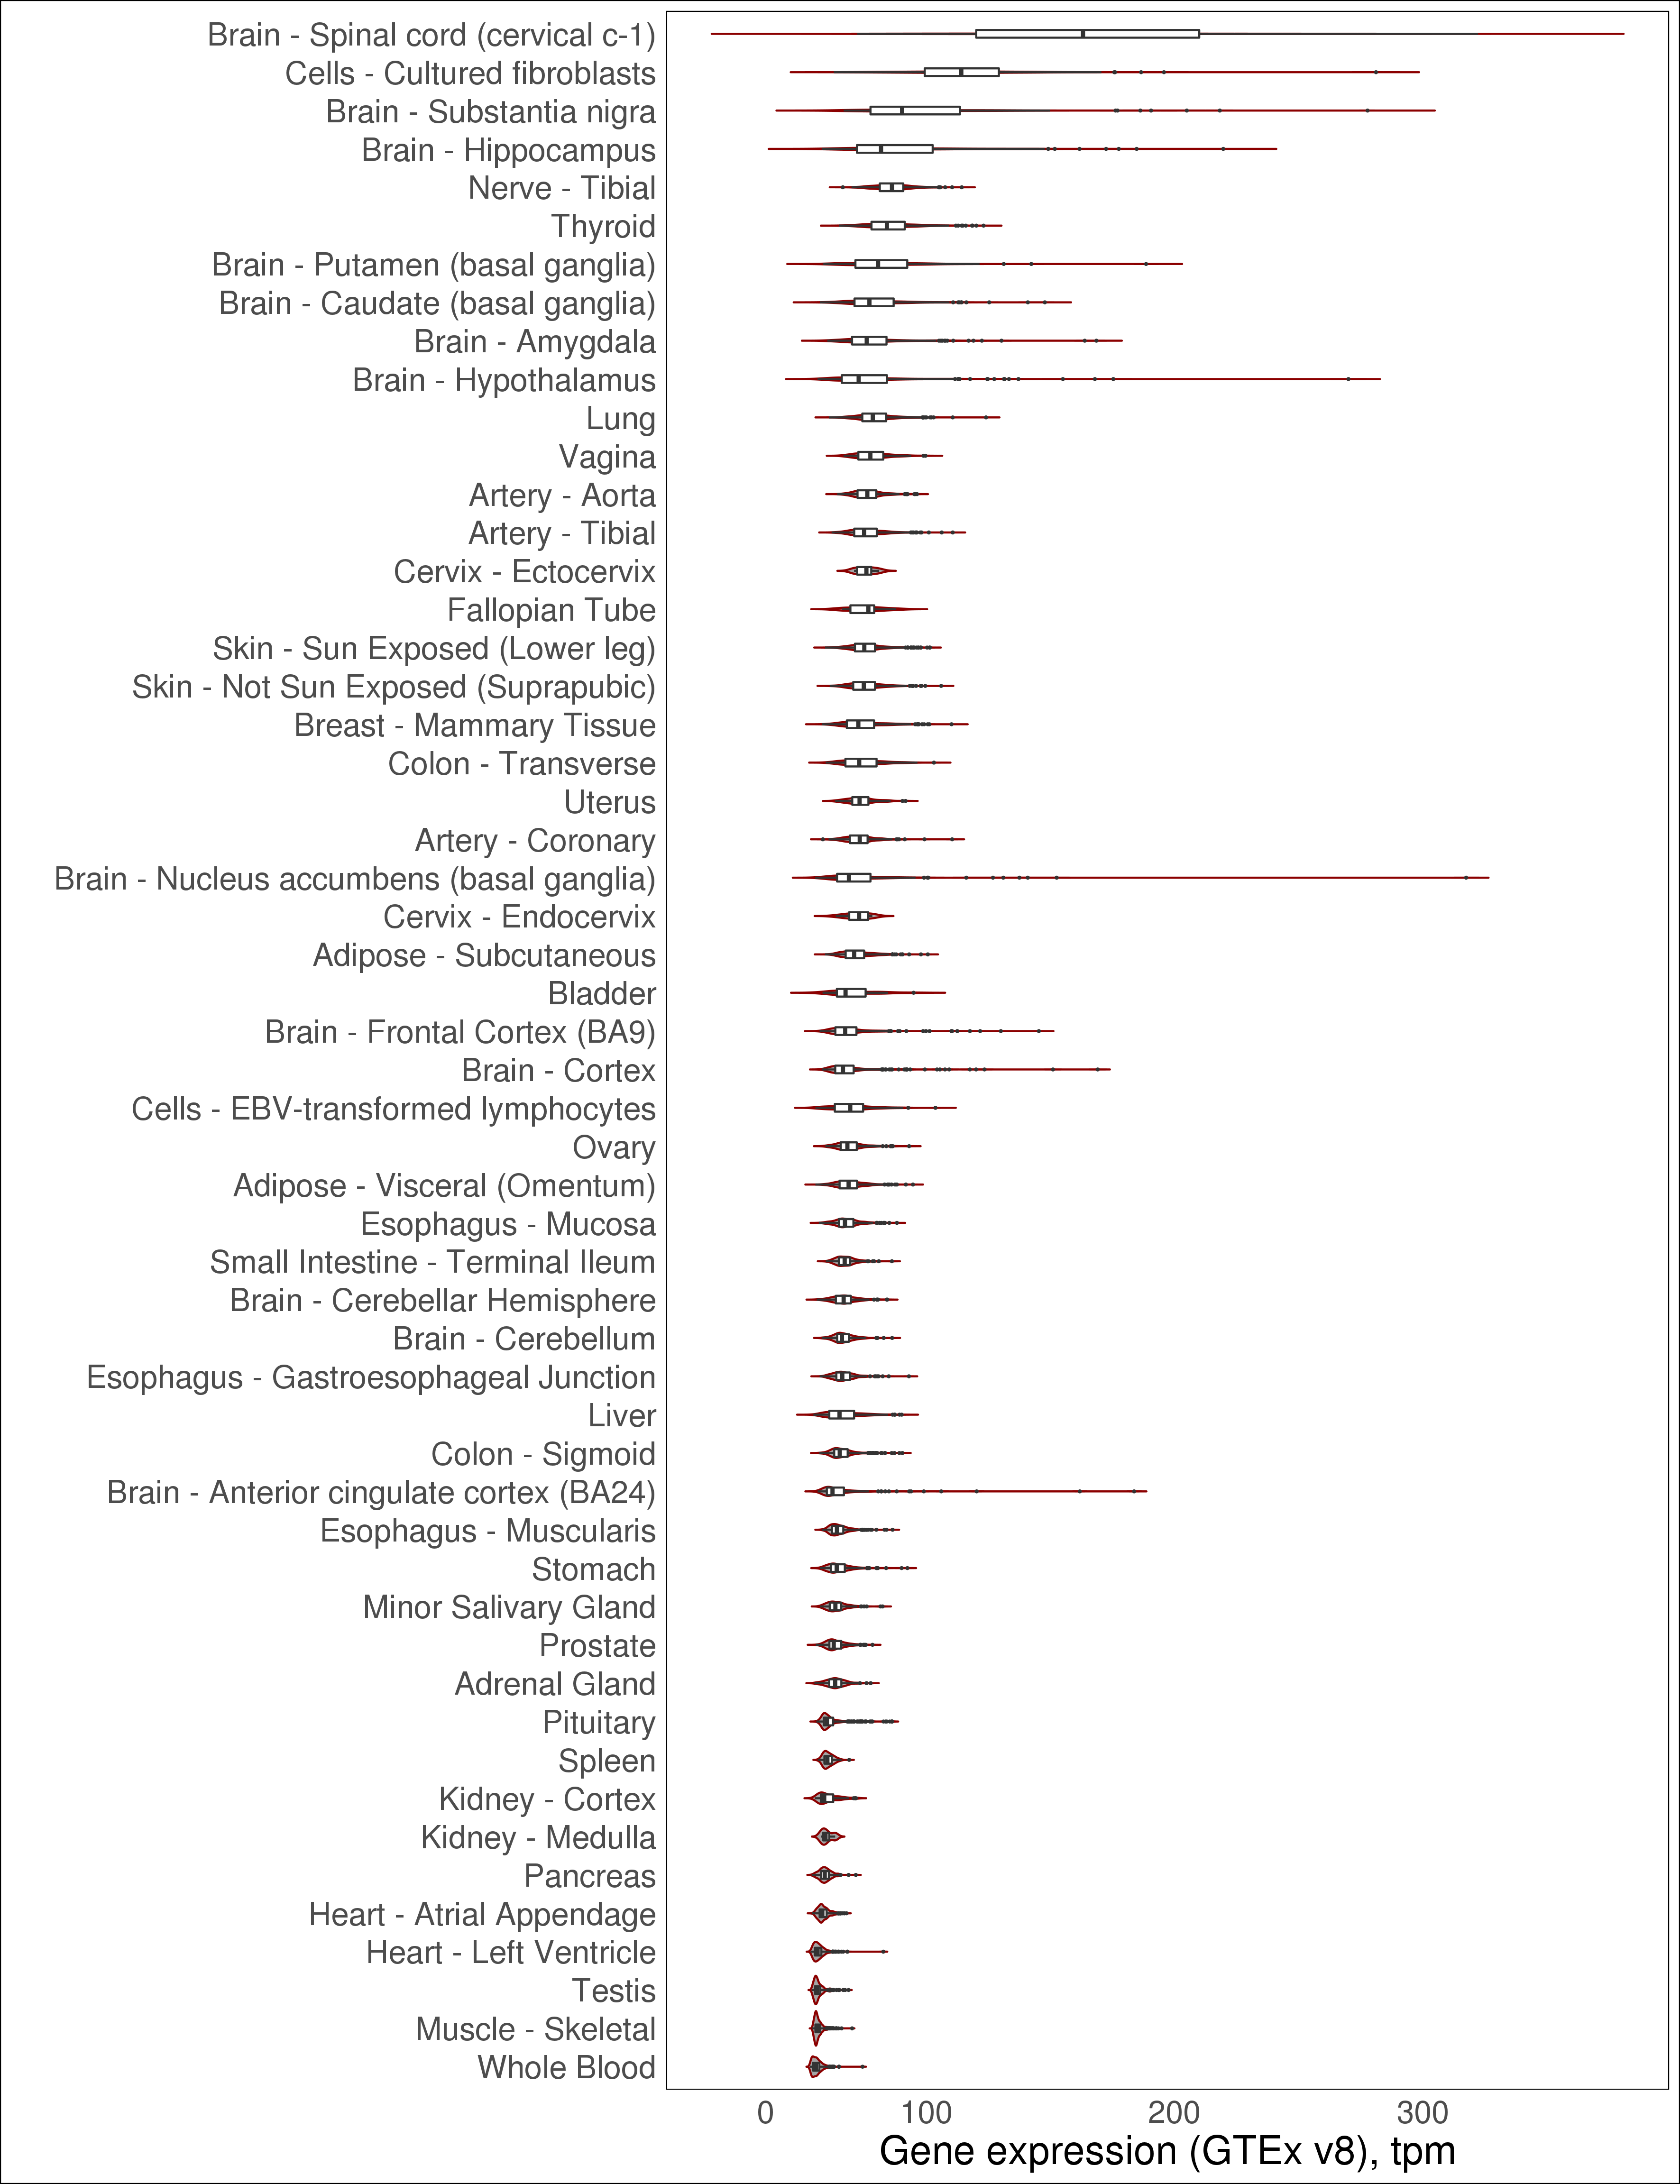 Brain - Spinal cord (cervical c-1)
Cells - Cultured fibroblasts
Brain - Substantia nigra
Brain - Hippocampus
Nerve - Tibial
Thyroid
Brain - Putamen (basal ganglia)
Brain - Caudate (basal ganglia)
Brain - Amygdala
Brain - Hypothalamus
Lung
Vagina
Artery - Aorta
Artery - Tibial
Cervix - Ectocervix
Fallopian Tube
Skin - Sun Exposed (Lower leg)
Skin - Not Sun Exposed (Suprapubic)
Breast - Mammary Tissue
Colon - Transverse
Uterus
Artery - Coronary
Brain - Nucleus accumbens (basal ganglia)
Cervix - Endocervix
Adipose - Subcutaneous
Bladder
Brain - Frontal Cortex (BA9)
Brain - Cortex
Cells - EBV-transformed lymphocytes
Ovary
Adipose - Visceral (Omentum)
Esophagus - Mucosa
Small Intestine - Terminal Ileum
Brain - Cerebellar Hemisphere
Brain - Cerebellum
Esophagus - Gastroesophageal Junction
Liver
Colon - Sigmoid
Brain - Anterior cingulate cortex (BA24)
Esophagus - Muscularis
Stomach
Minor Salivary Gland
Prostate
Adrenal Gland
Pituitary
Spleen
Kidney - Cortex
Kidney - Medulla
Pancreas
Heart - Atrial Appendage
Heart - Left Ventricle
Testis
Muscle - Skeletal
Whole Blood
0 100 200 300
Gene expression (GTEx v8), tpm